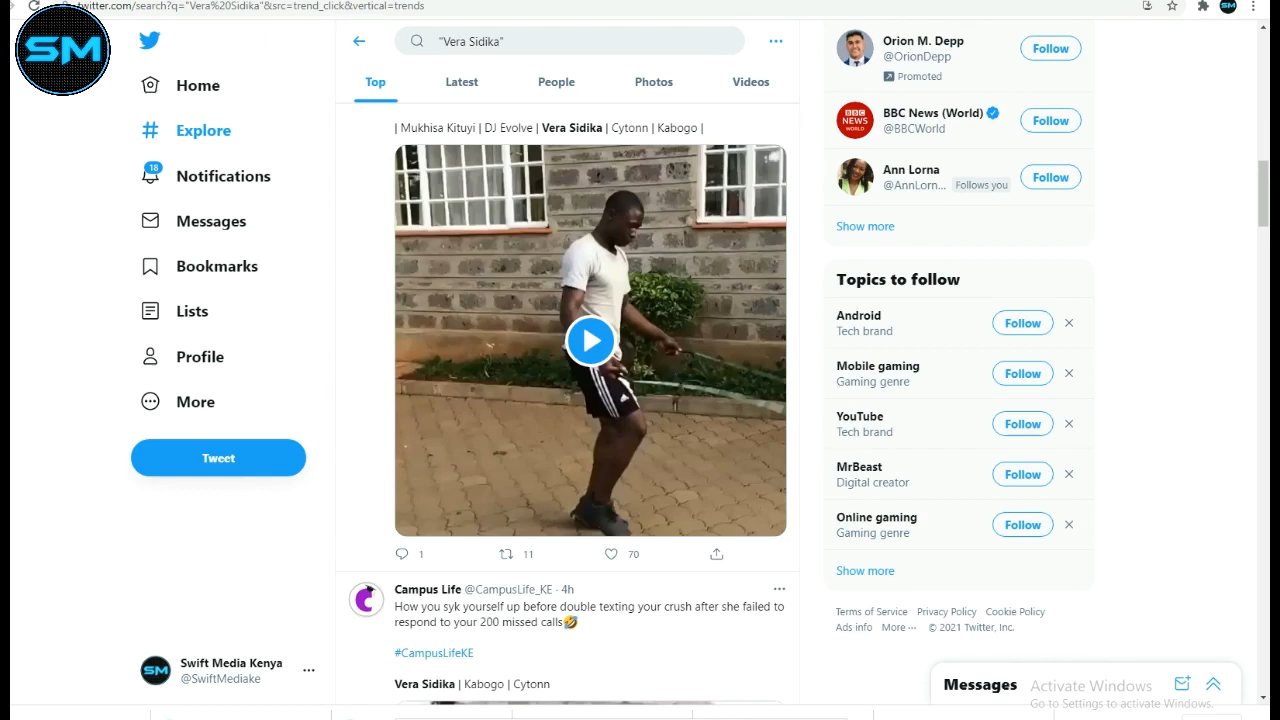 twitter.com/search?q="Vera%20Sidika"&src=trend_click&vertical=trends
SM
Home
Explore
18
Notifications
Messages
Bookmarks
Lists
Profile
More
Tweet
SM
Swift Media Kenya
@SwiftMediake
"Vera Sidika"
Top
Latest
People
Photos
Videos
| Mukhisa Kituyi | DJ Evolve | Vera Sidika | Cytonn | Kabogo |
1
11
70
Campus Life @CampusLife_KE · 4h
How you syk yourself up before double texting your crush after she failed to
respond to your 200 missed calls🤣
#CampusLifeKE
Vera Sidika | Kabogo | Cytonn
Orion M. Depp
@OrionDepp
Promoted
Follow
BBC NEWS WORLD
BBC News (World)
@BBCWorld
Follow
Ann Lorna
@AnnLorn... Follows you
Follow
Show more
Topics to follow
Android
Tech brand
Follow
Mobile gaming
Gaming genre
Follow
YouTube
Tech brand
Follow
MrBeast
Digital creator
Follow
Online gaming
Gaming genre
Follow
Show more
Terms of Service Privacy Policy Cookie Policy
Ads info More ··· © 2021 Twitter, Inc.
Messages
Activate Windows
Go to Settings to activate Windows.